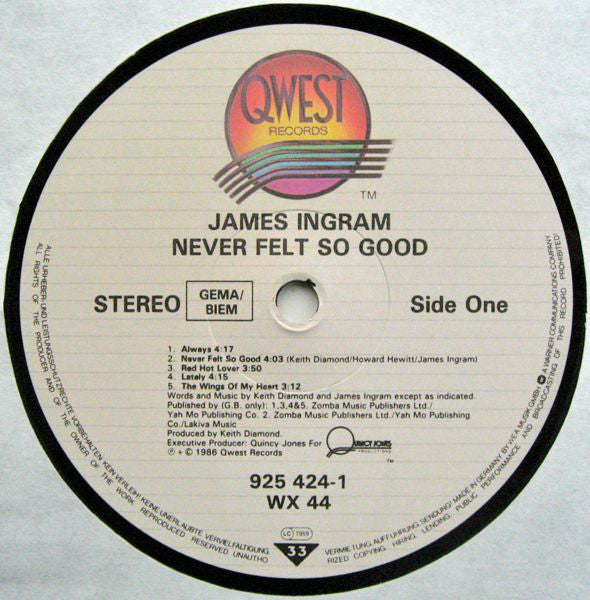 QWEST
RECORDS
TM
JAMES INGRAM
NEVER FELT SO GOOD
STEREO
GEMA/
BIEM
Side One
1. Always 4:17
2. Never Felt So Good 4:03 (Keith Diamond/Howard Hewitt/James Ingram)
3. Red Hot Lover 3:50
4. Lately 4:15
5. The Wings Of My Heart 3:12
Words and Music by Keith Diamond and James Ingram except as indicated.
Published by (G.B. only): 1,3,4&5. Zomba Music Publishers Ltd./
Yah Mo Publishing Co. 2. Zomba Music Publishers Ltd./Yah Mo Publishing
Co./Lakiva Music
Produced by Keith Diamond.
Executive Producer: Quincy Jones For
QUINCY JONES
PRODUCTIONS
TM
℗ + © 1986 Qwest Records
925 424-1
WX 44
LC 7959
33
ALLE URHEBER- UND LEISTUNGSSCHUTZRECHTE VORBEHALTEN. KEIN VERLEIH! KEINE UNERLAUBTE VERVIELFÄLTIGUNG,
VERMIETUNG, AUFFÜHRUNG, SENDUNG! MADE IN GERMANY BY WEA MUSIK GMBH. A WARNER COMMUNICATIONS COMPANY
ALL RIGHTS OF THE PRODUCER AND OF THE OWNER OF THE WORK REPRODUCED RESERVED UNAUTHO
RIZED COPYING, HIRING, LENDING, PUBLIC PERFORMANCE AND BROADCASTING OF THIS RECORD PROHIBITED!